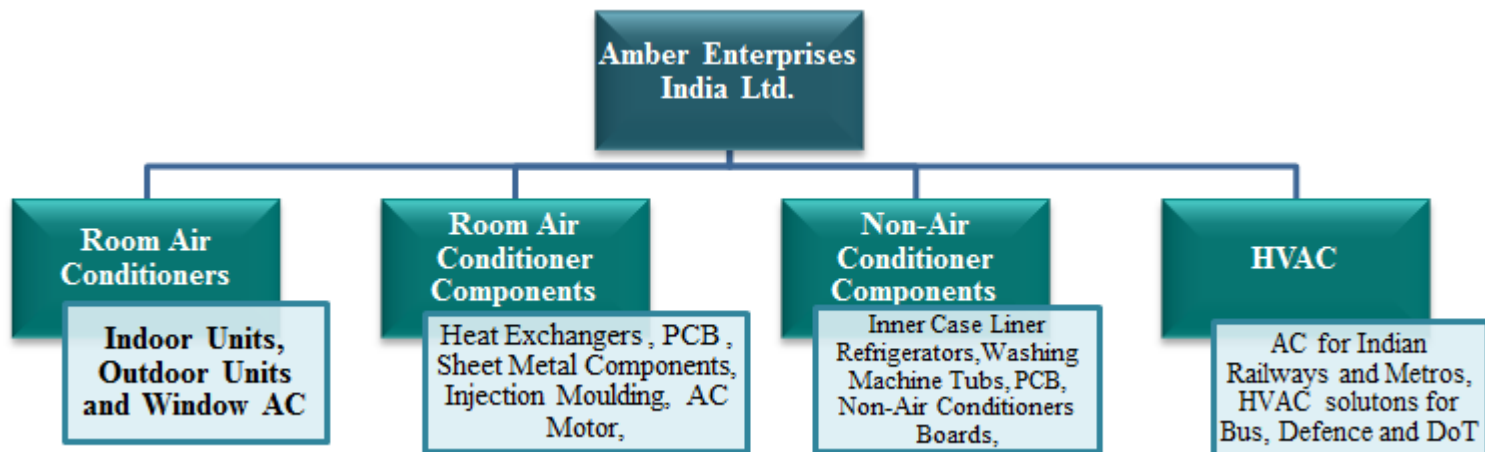 Amber Enterprises
India Ltd.
Room Air
Conditioners
Indoor Units,
Outdoor Units
and Window AC
Room Air
Conditioner
Components
Heat Exchangers , PCB ,
Sheet Metal Components,
Injection Moulding, AC
Motor,
Non-Air
Conditioner
Components
Inner Case Liner
Refrigerators,Washing
Machine Tubs, PCB,
Non-Air Conditioners
Boards,
HVAC
AC for Indian
Railways and Metros,
HVAC solutons for
Bus, Defence and DoT